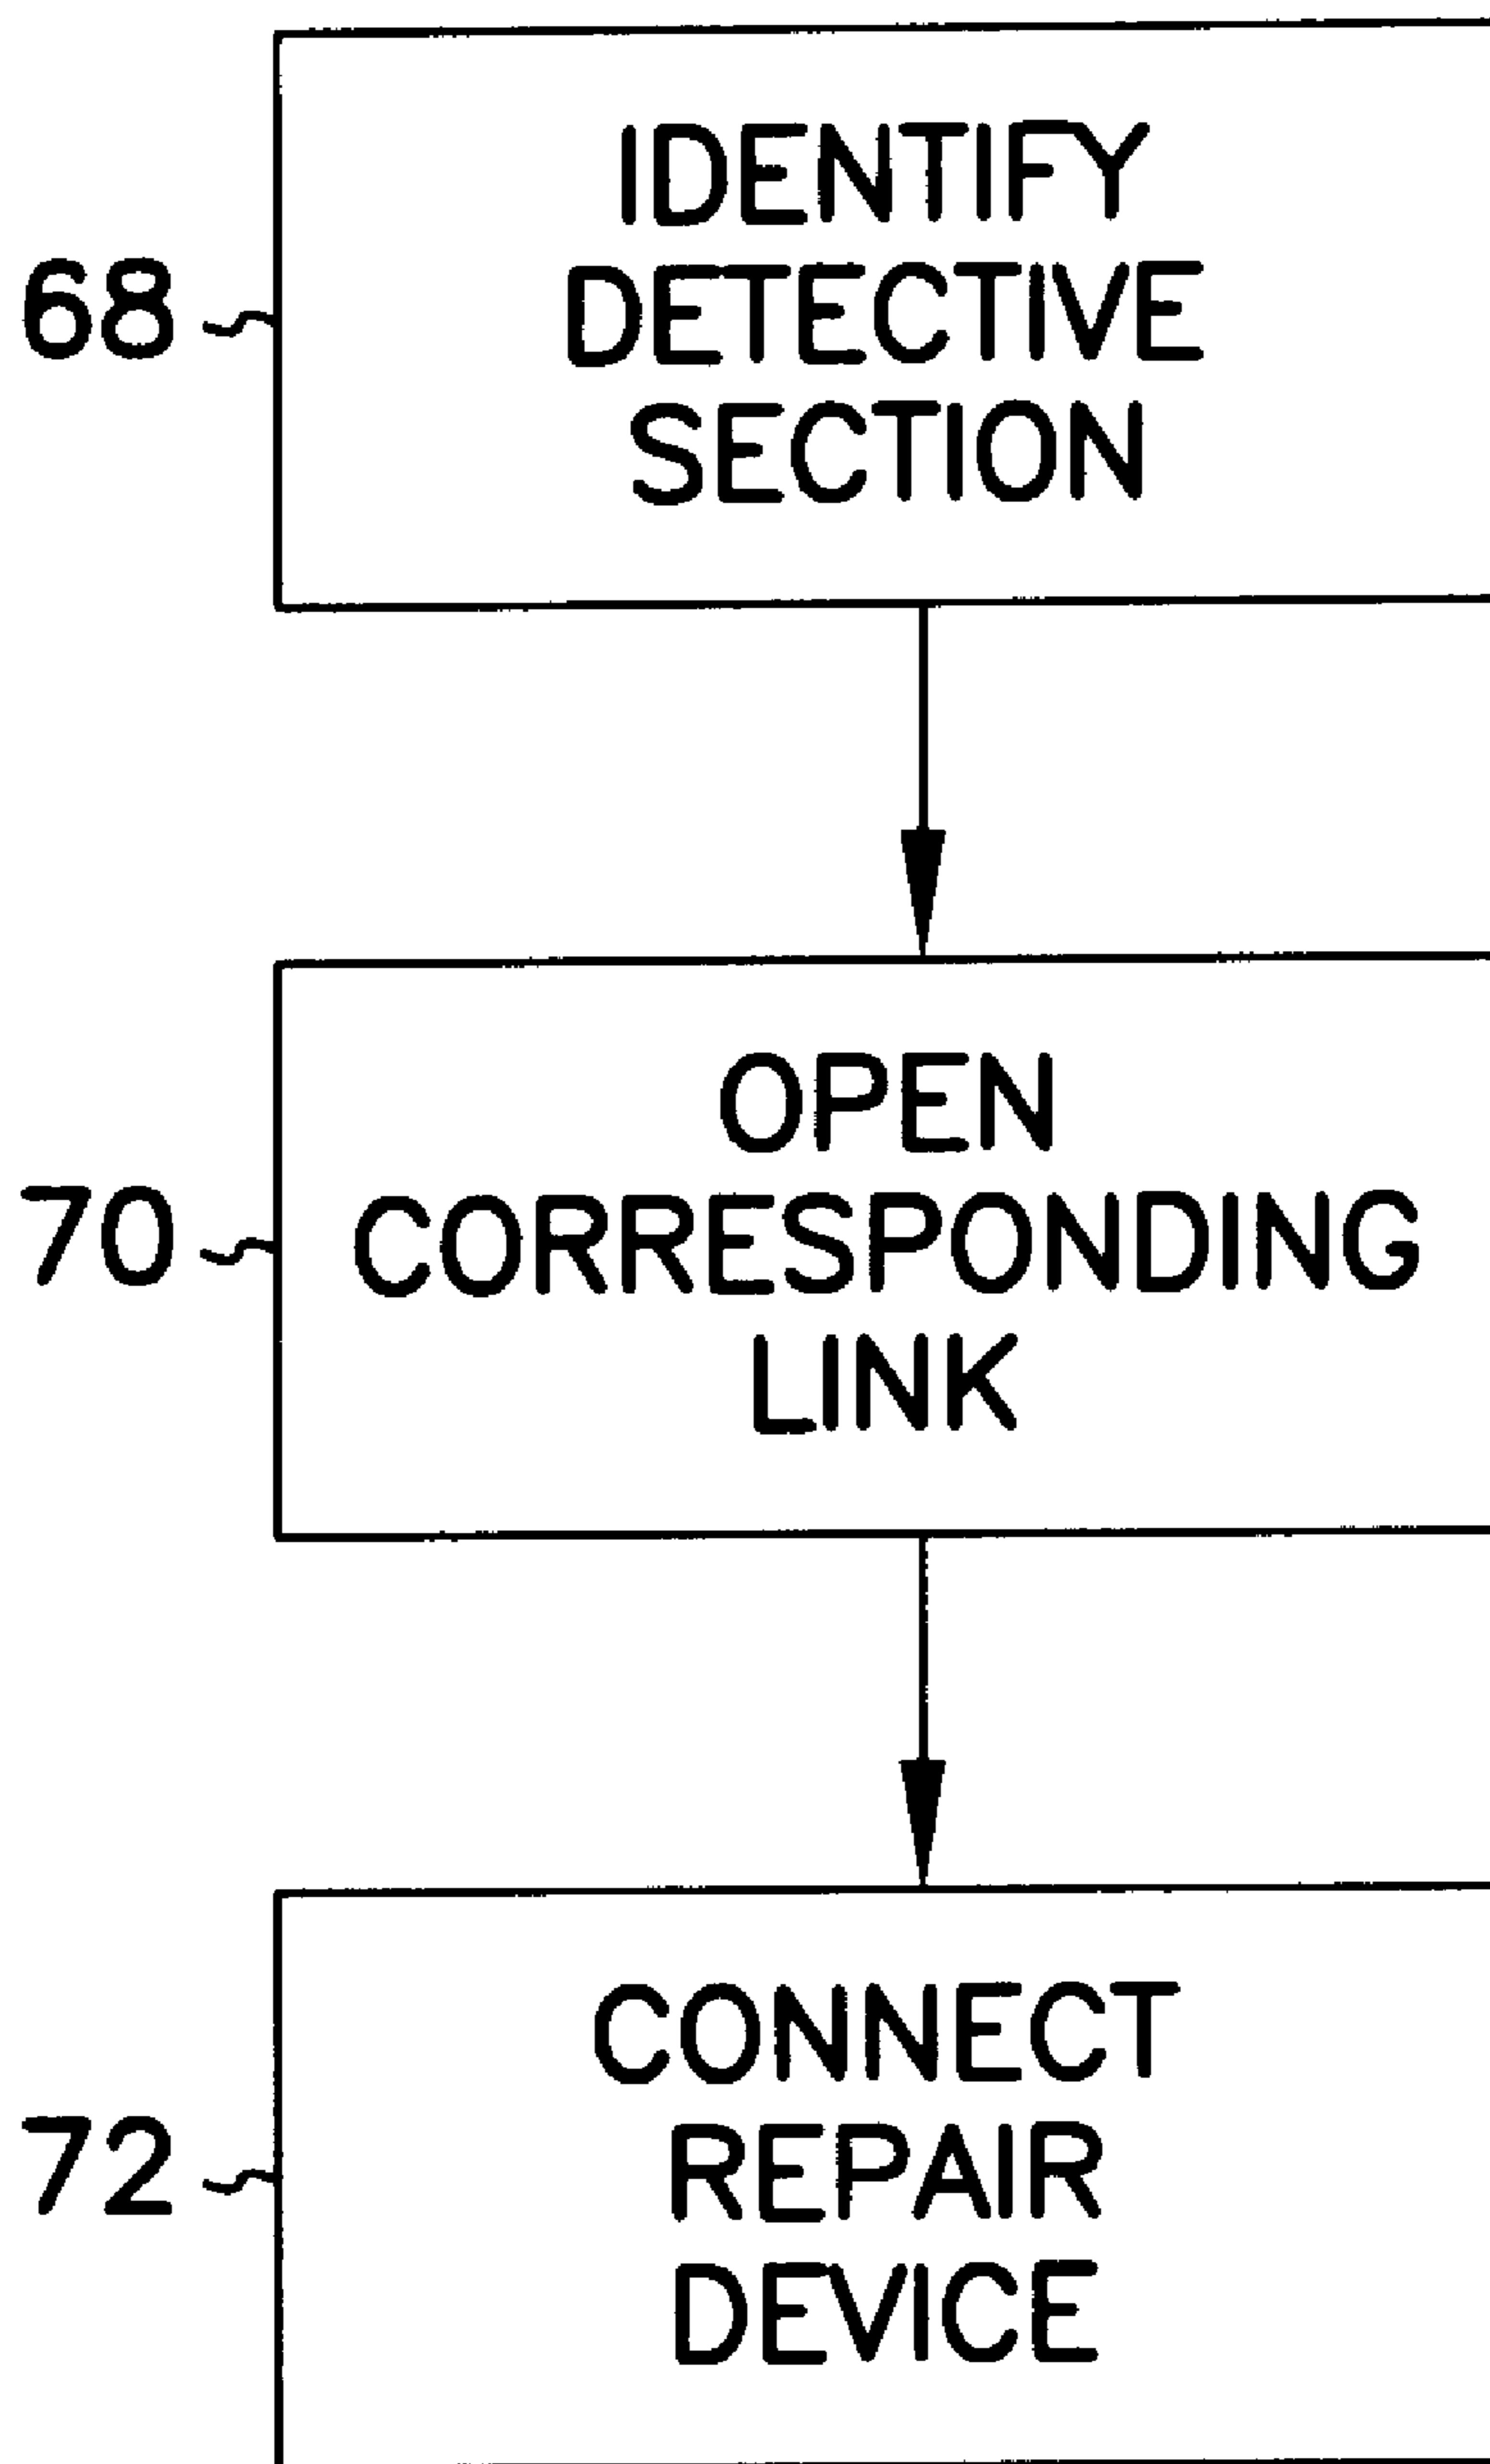 68
IDENTIFY
DETECTIVE
SECTION
70
OPEN
CORRESPONDING
LINK
72
CONNECT
REPAIR
DEVICE